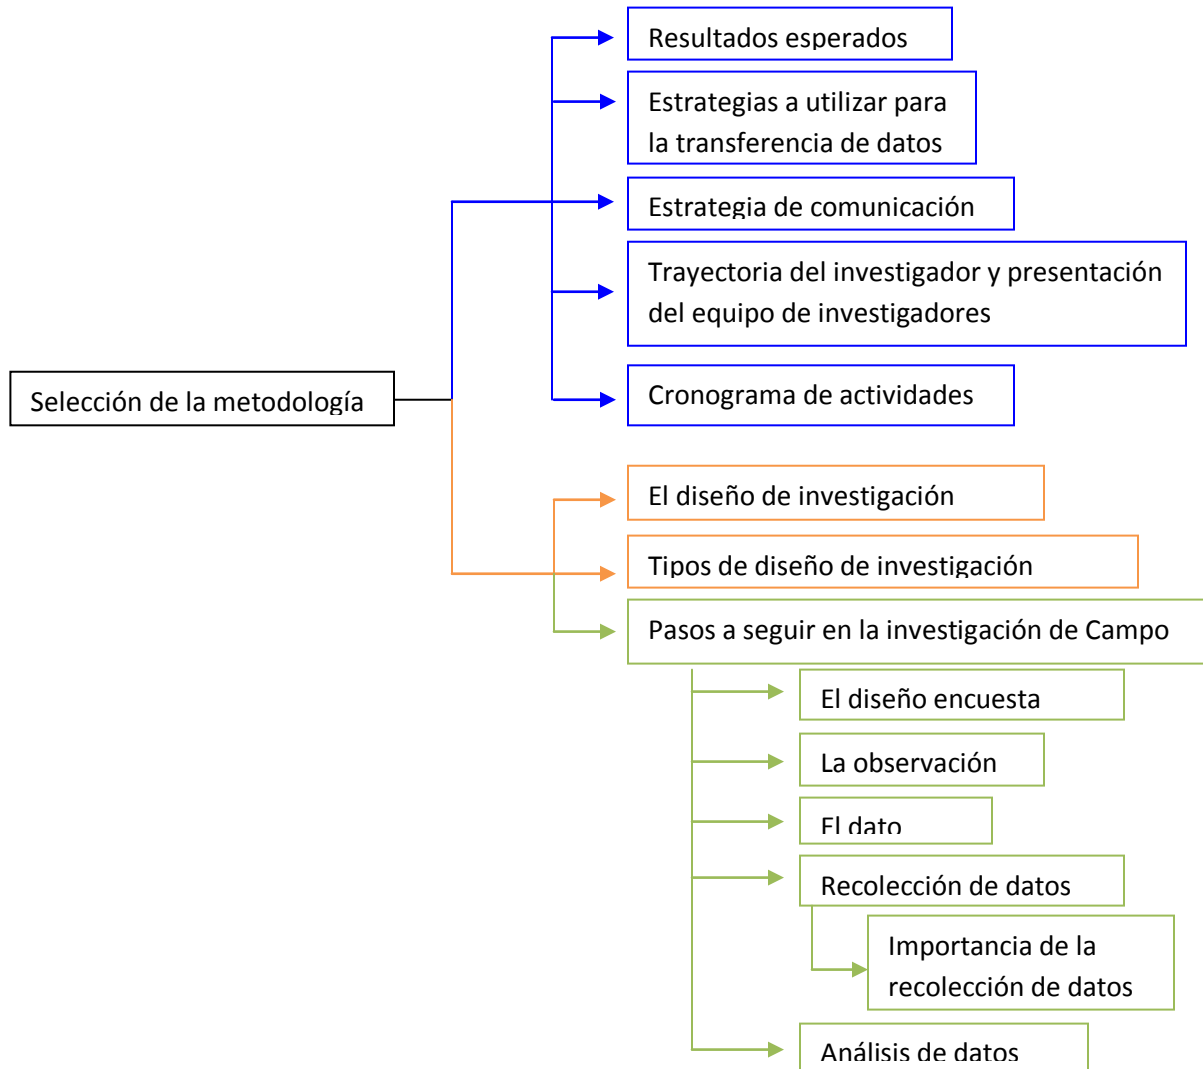 Resultados esperados
Estrategias a utilizar para
la transferencia de datos
Estrategia de comunicación
Trayectoria del investigador y presentación
del equipo de investigadores
Selección de la metodología
Cronograma de actividades
El diseño de investigación
Tipos de diseño de investigación
Pasos a seguir en la investigación de Campo
El diseño encuesta
La observación
El dato
Recolección de datos
Importancia de la
recolección de datos
Análisis de datos